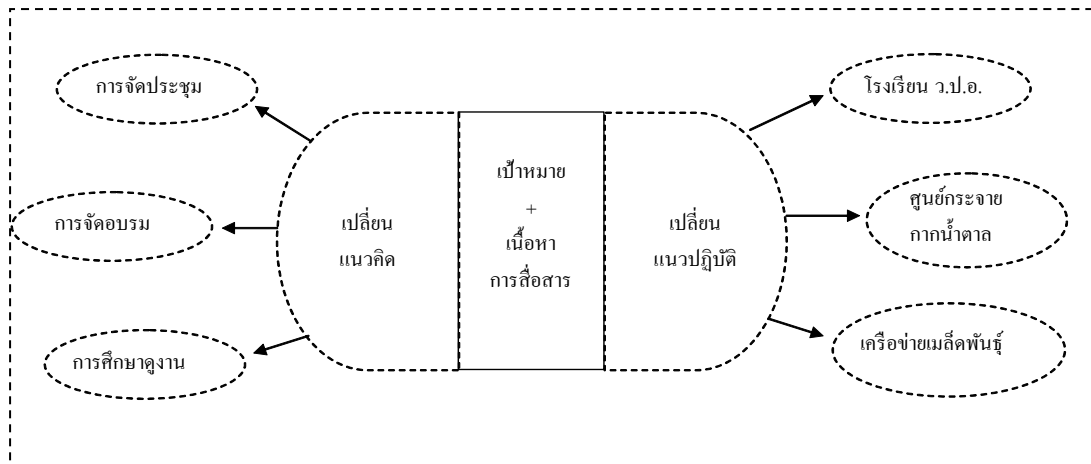 การจัดประชุม
การจัดอบรม
การศึกษาดูงาน
เปลี่ยน
แนวคิด
เป้าหมาย
+
เนื้อหา
การสื่อสาร
เปลี่ยน
แนวปฏิบัติ
โรงเรียน ว.ป.อ.
ศูนย์กระจาย
กากน้ำตาล
เครือข่ายเมล็ดพันธุ์